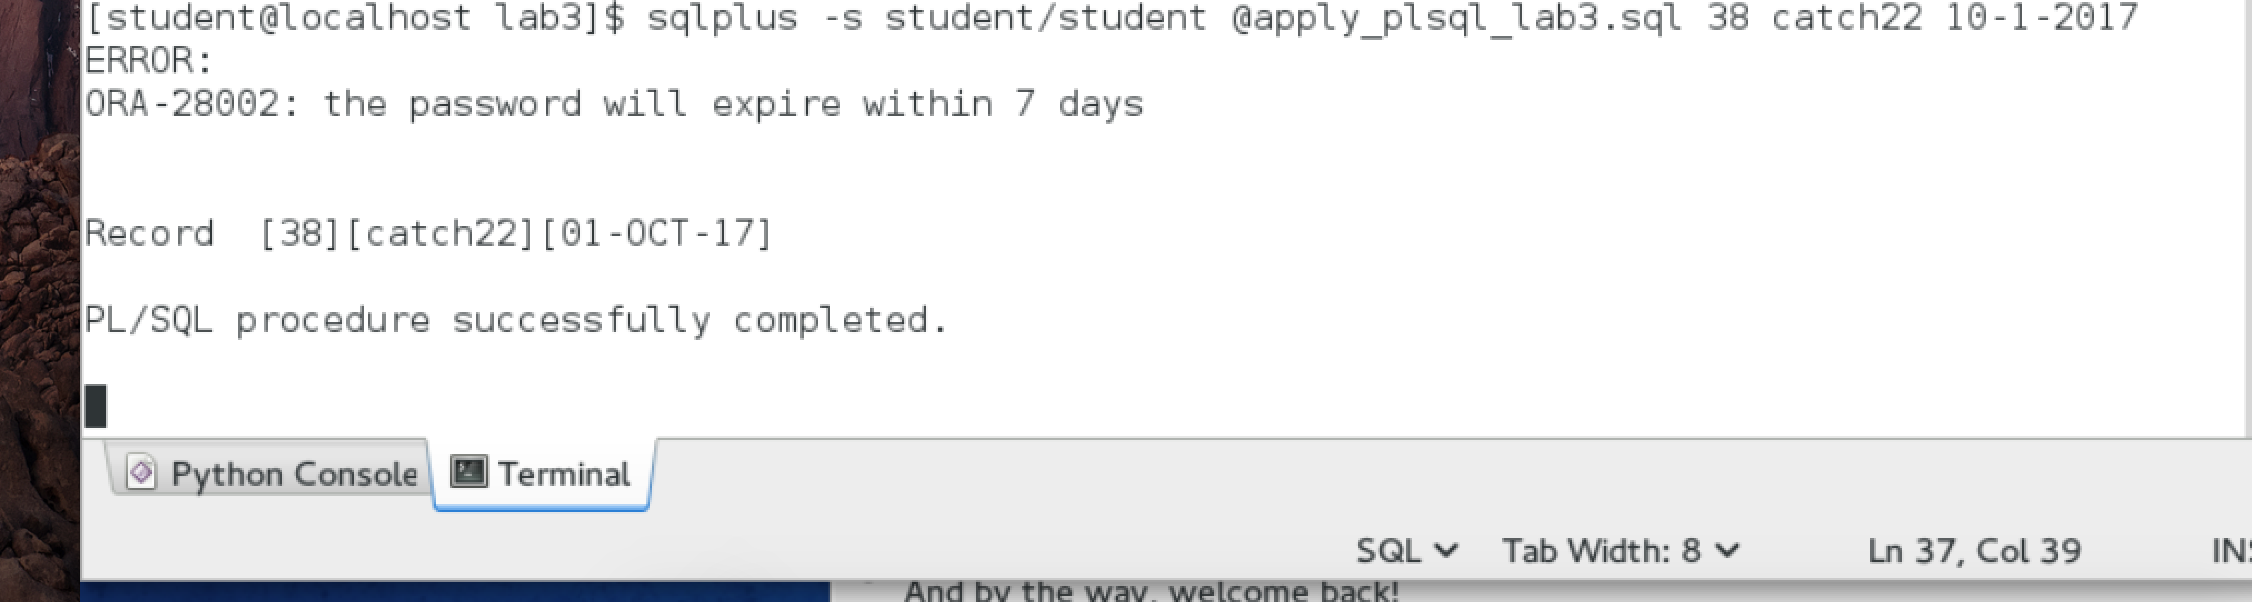 [student@localhost lab3]$ sqlplus -s student/student @apply_plsql_lab3.sql 38 catch22 10-1-2017
ERROR:
ORA-28002: the password will expire within 7 days
Record  [38][catch22][01-OCT-17]
PL/SQL procedure successfully completed.
Python Console
Terminal
SQL Tab Width: 8 Ln 37, Col 39
And by the way, welcome back!